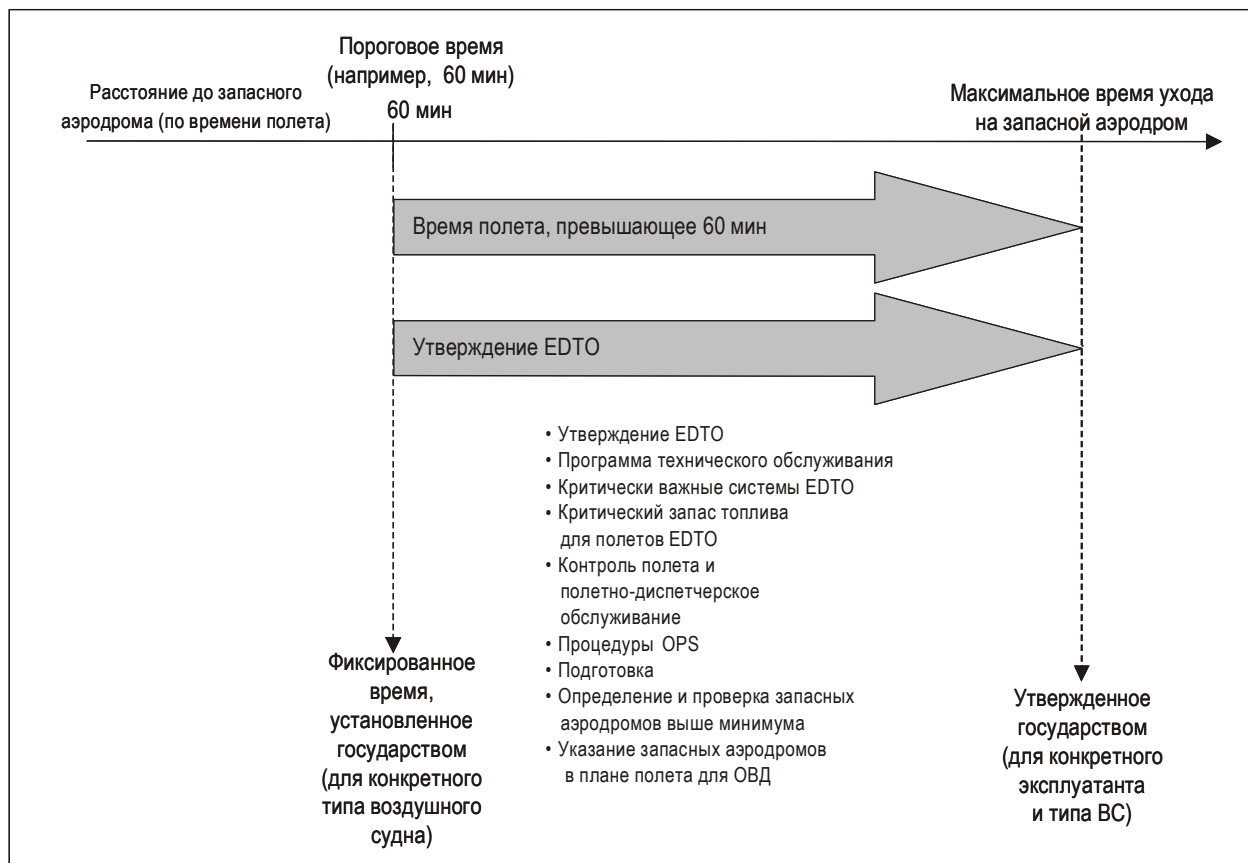 Пороговое время
(например, 60 мин)
60 мин
Расстояние до запасного
аэродрома (по времени полета)
Максимальное время ухода
на запасной аэродром
Время полета, превышающее 60 мин
Утверждение EDTO
• Утверждение EDTO
• Программа технического обслуживания
• Критически важные системы EDTO
• Критический запас топлива
для полетов EDTO
• Контроль полета и
полетно-диспетчерское
обслуживание
• Процедуры OPS
• Подготовка
• Определение и проверка запасных
аэродромов выше минимума
• Указание запасных аэродромов
в плане полета для ОВД
Фиксированное
время,
установленное
государством
(для конкретного
типа воздушного
судна)
Утвержденное
государством
(для конкретного
эксплуатанта
и типа ВС)